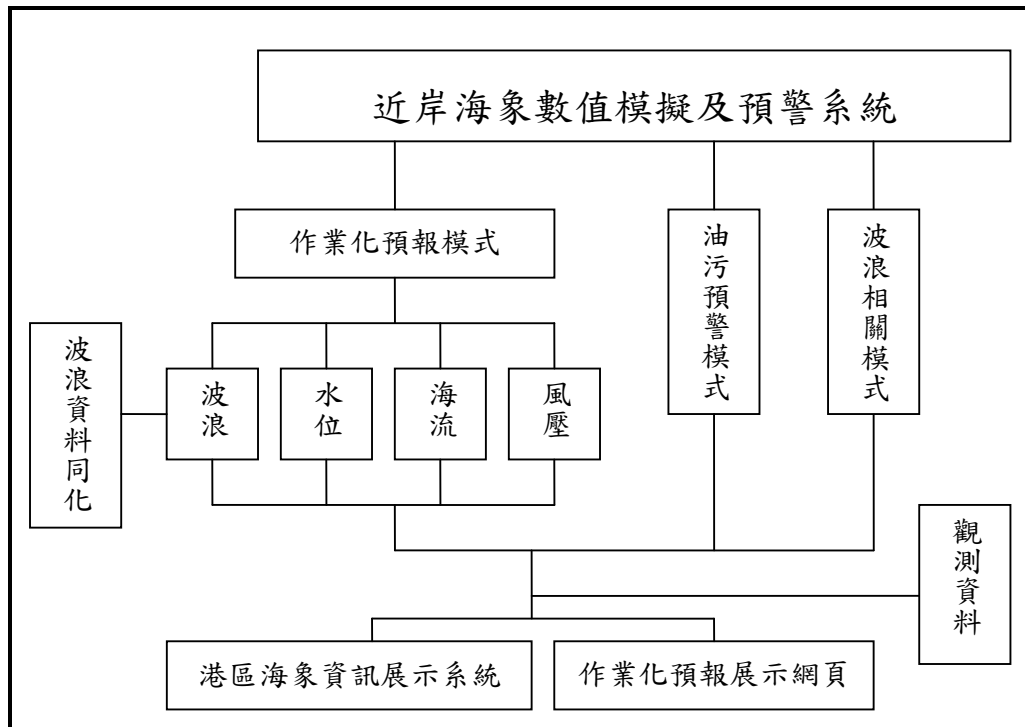 近岸海象數值模擬及預警系統
作業化預報模式
油污預警模式
波浪相關模式
波浪資料同化
波浪
水位
海流
風壓
觀測資料
港區海象資訊展示系統
作業化預報展示網頁